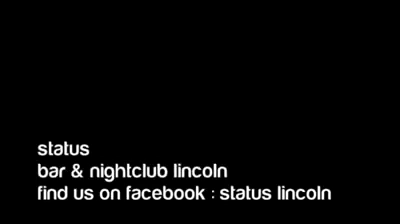 status
bar & nightclub lincoln
find us on facebook : status lincoln